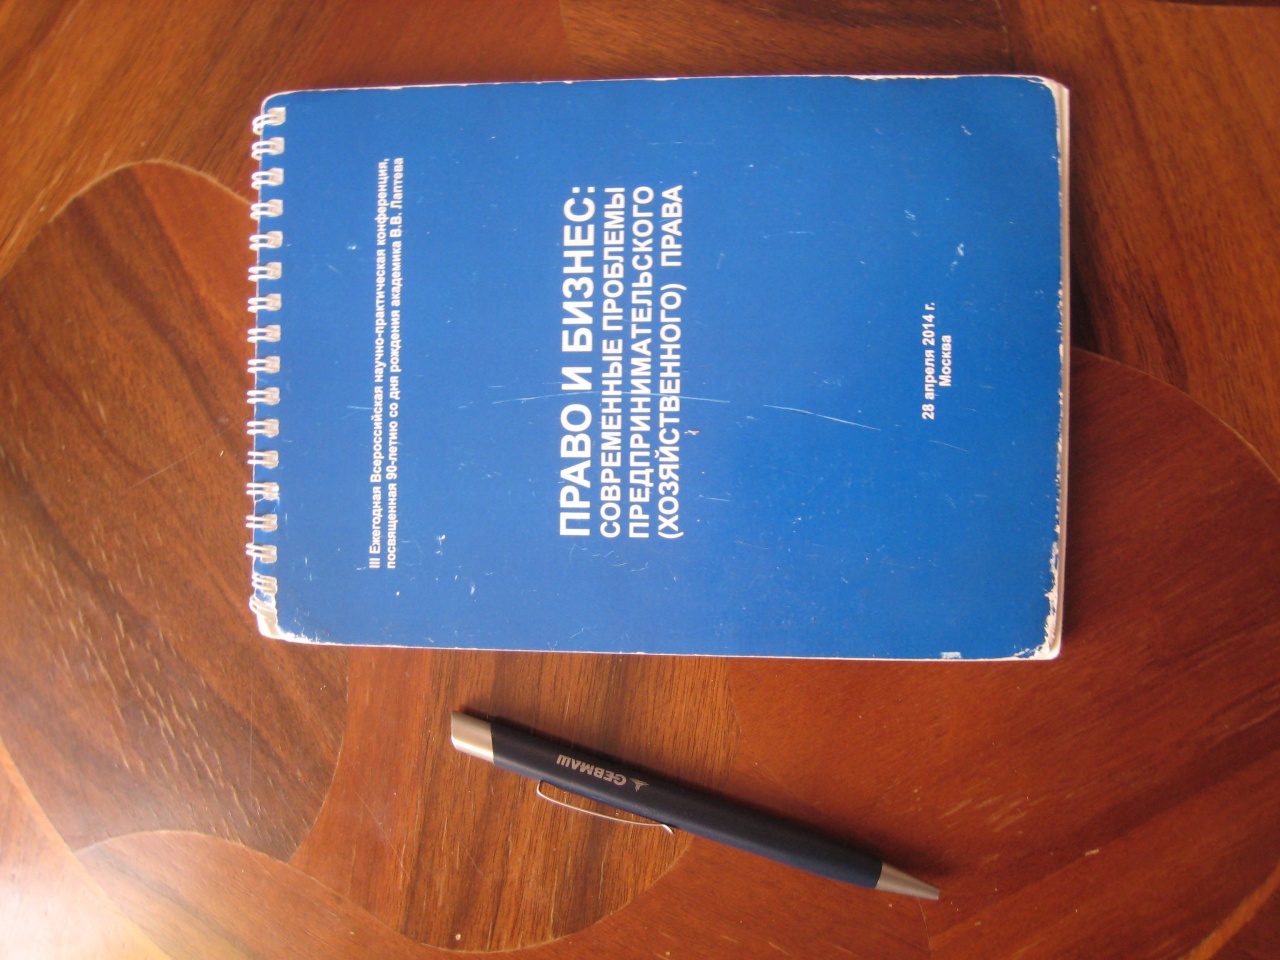 III Ежегодная Всероссийская научно-практическая конференция,
посвященная 90-летию со дня рождения академика В.В. Лаптева
ПРАВО И БИЗНЕС:
СОВРЕМЕННЫЕ ПРОБЛЕМЫ
ПРЕДПРИНИМАТЕЛЬСКОГО
(ХОЗЯЙСТВЕННОГО) ПРАВА
28 апреля 2014 г.
Москва
СЕВМАШ